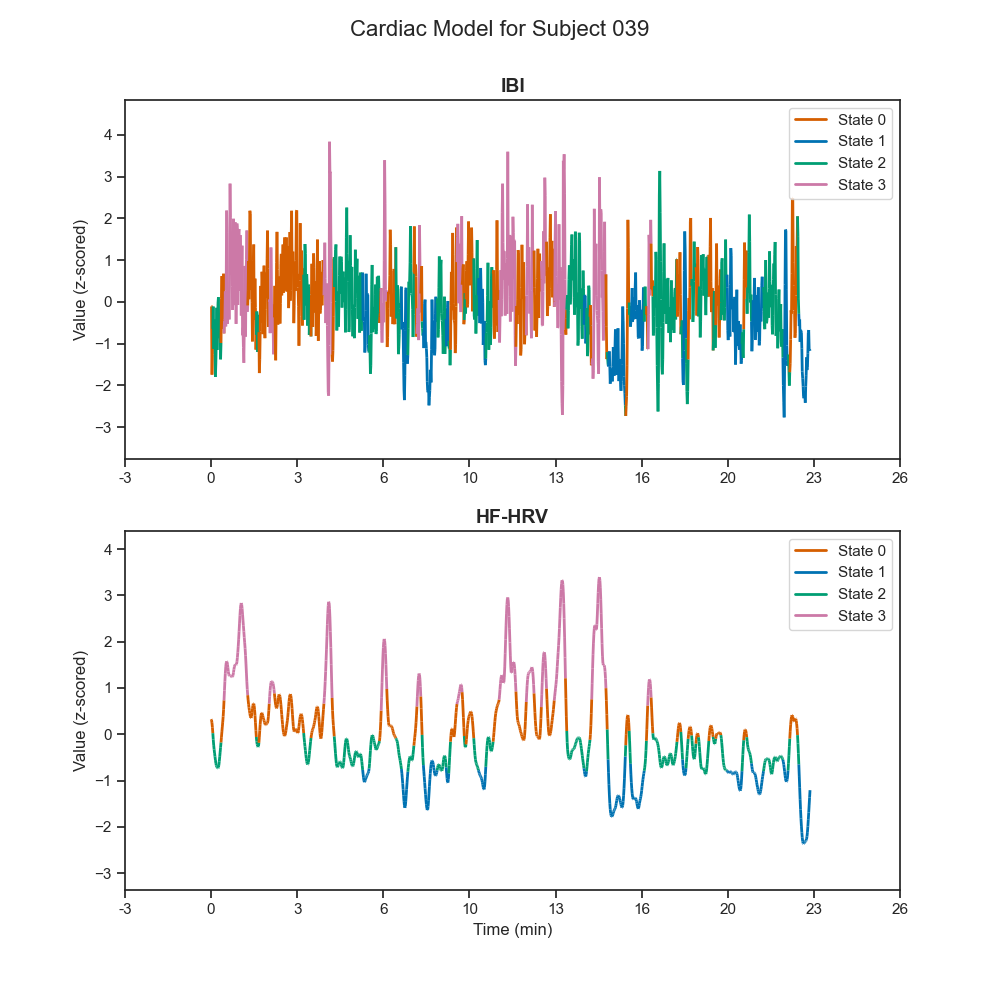 Cardiac Model for Subject 039
IBI
Value (z-scored)
4
3
2
1
0
−1
−2
−3
-3 0 3 6 10 13 16 20 23 26
State 0
State 1
State 2
State 3
HF-HRV
Value (z-scored)
4
3
2
1
0
−1
−2
−3
-3 0 3 6 10 13 16 20 23 26
State 0
State 1
State 2
State 3
Time (min)